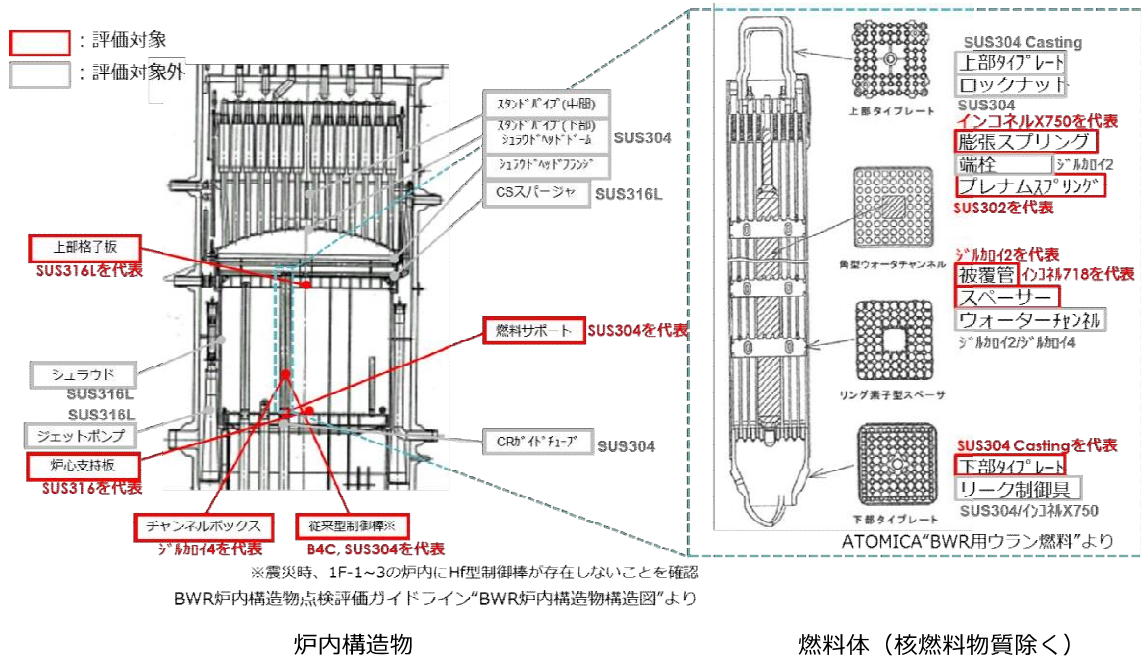 ：評価対象
：評価対象外
ｽﾀﾝﾄﾞﾊﾟｲﾌﾟ(中間)
ｽﾀﾝﾄﾞﾊﾟｲﾌﾟ(下部)
ｼｭﾗｳﾄﾞﾍｯﾄﾞﾄﾞｰﾑ
SUS304
ｼｭﾗｳﾄﾞﾍｯﾄﾞﾌﾗﾝｼﾞ
CSスパージャ
SUS316L
上部格子板
SUS316Lを代表
燃料サポート
SUS304を代表
シュラウド
SUS316L
SUS316L
ジェットポンプ
CRｶﾞｲﾄﾞﾁｭｰﾌﾞ
SUS304
炉心支持板
SUS316を代表
チャンネルボックス
ｼﾞﾙｶﾛｲ4を代表
従来型制御棒※
B4C, SUS304を代表
※震災時、1F-1~3の炉内にHf型制御棒が存在しないことを確認
BWR炉内構造物点検評価ガイドライン“BWR炉内構造物構造図”より
炉内構造物
上部タイプレート
角型ウォータチャンネル
リング素子型スペーサ
下部タイプレート
SUS304 Casting
上部ﾀｲﾌﾟﾚｰﾄ
ロックナット
SUS304
インコネルX750を代表
膨張スプリング
端栓
ｼﾞﾙｶﾛｲ2
プレナムｽﾌﾟﾘﾝｸﾞ
SUS302を代表
ｼﾞﾙｶﾛｲ2を代表
被覆管
ｲﾝｺﾈﾙ718を代表
スペーサー
ウォーターﾁｬﾝﾈﾙ
ｼﾞﾙｶﾛｲ2/ｼﾞﾙｶﾛｲ4
SUS304 Castingを代表
下部ﾀｲﾌﾟﾚｰﾄ
リーク制御具
SUS304/ｲﾝｺﾈﾙX750
ATOMICA“BWR用ウラン燃料”より
燃料体（核燃料物質除く）